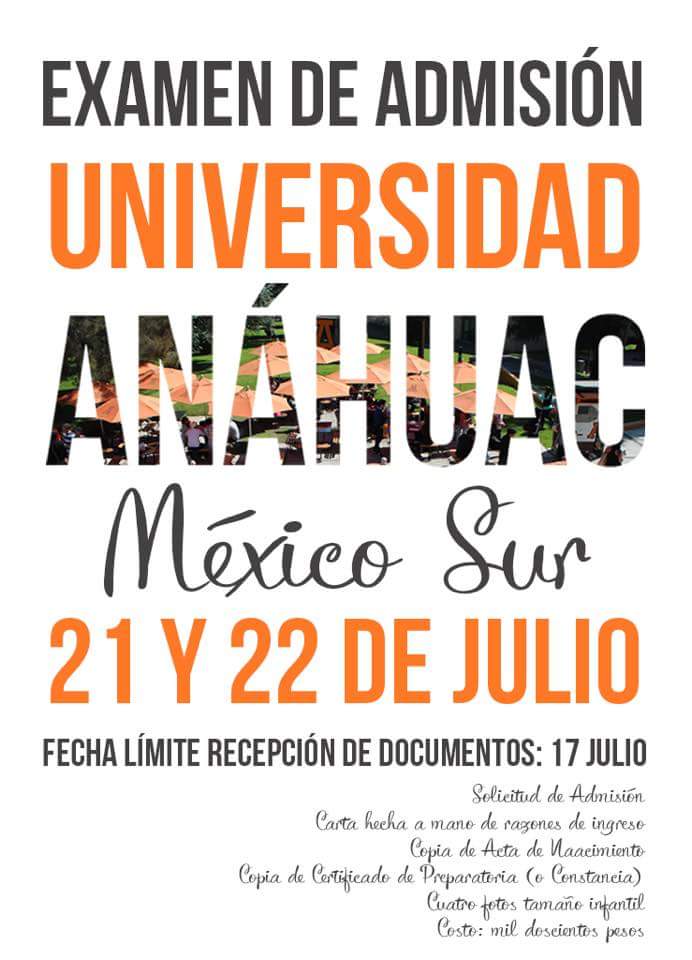 EXAMEN DE ADMISIÓN
UNIVERSIDAD
ANÁHUAC
México Sur
21 Y 22 DE JULIO
FECHA LÍMITE RECEPCIÓN DE DOCUMENTOS: 17 JULIO
Solicitud de Admisión
Carta hecha a mano de razones de ingreso
Copia de Acta de Naacimiento
Copia de Certificado de Preparatoria (o Constancia)
Cuatro fotos tamaño infantil
Costo: mil doscientos pesos